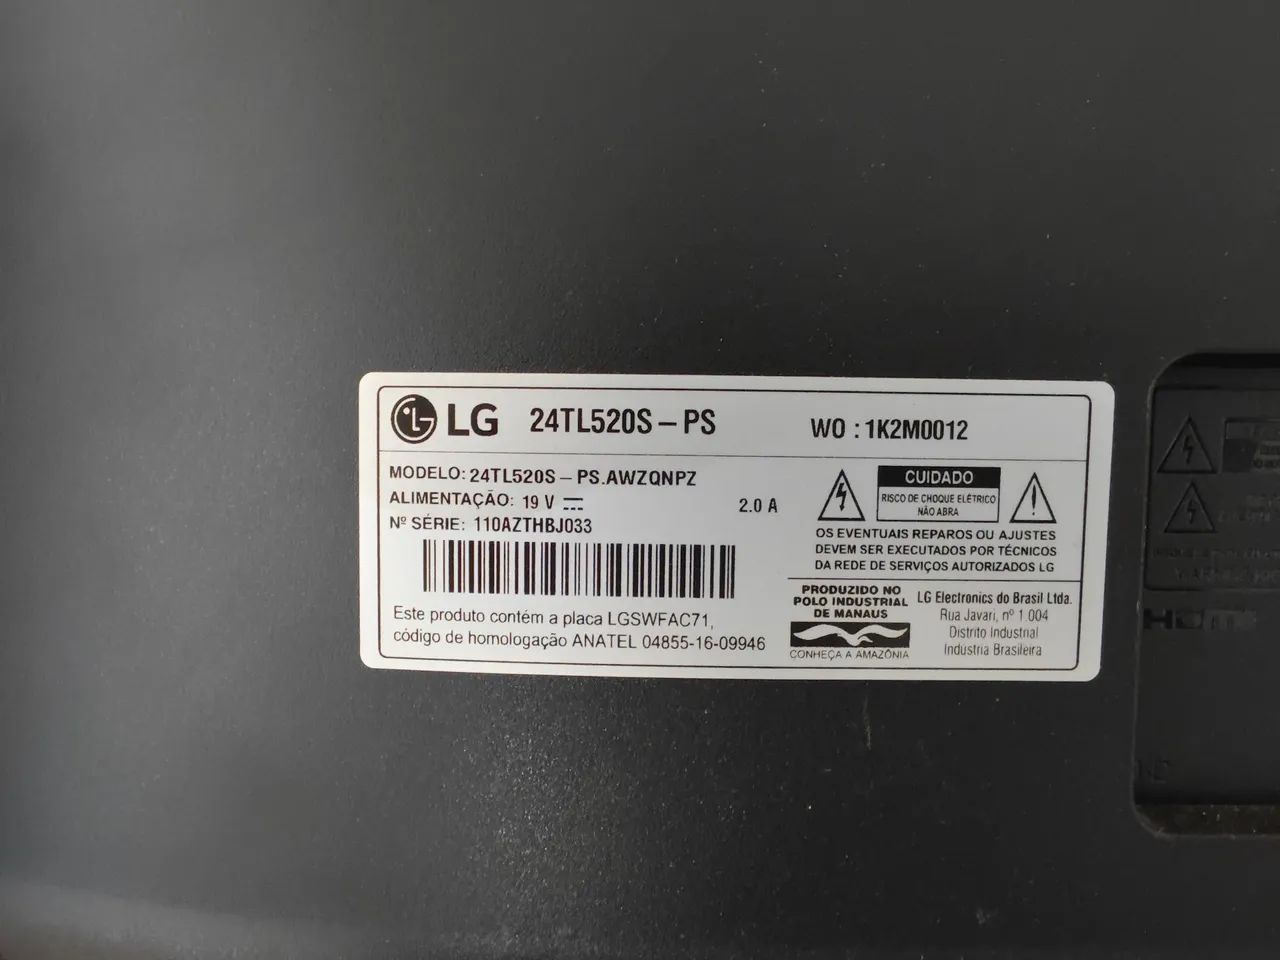 LG 24TL520S-PS WO : 1K2M0012
MODELO: 24TL520S-PS.AWZQNPZ
ALIMENTAÇÃO: 19 V 2.0 A
Nº SÉRIE: 110AZTHBJ033
Este produto contém a placa LGSWFAC71,
código de homologação ANATEL 04855-16-09946
CUIDADO
RISCO DE CHOQUE ELÉTRICO
NÃO ABRA
OS EVENTUAIS REPAROS OU AJUSTES
DEVEM SER EXECUTADOS POR TÉCNICOS
DA REDE DE SERVIÇOS AUTORIZADOS LG
PRODUZIDO NO
POLO INDUSTRIAL
DE MANAUS
CONHEÇA A AMAZÔNIA
LG Electronics do Brasil Ltda.
Rua Javari, nº 1.004
Distrito Industrial
Indústria Brasileira
HDMI